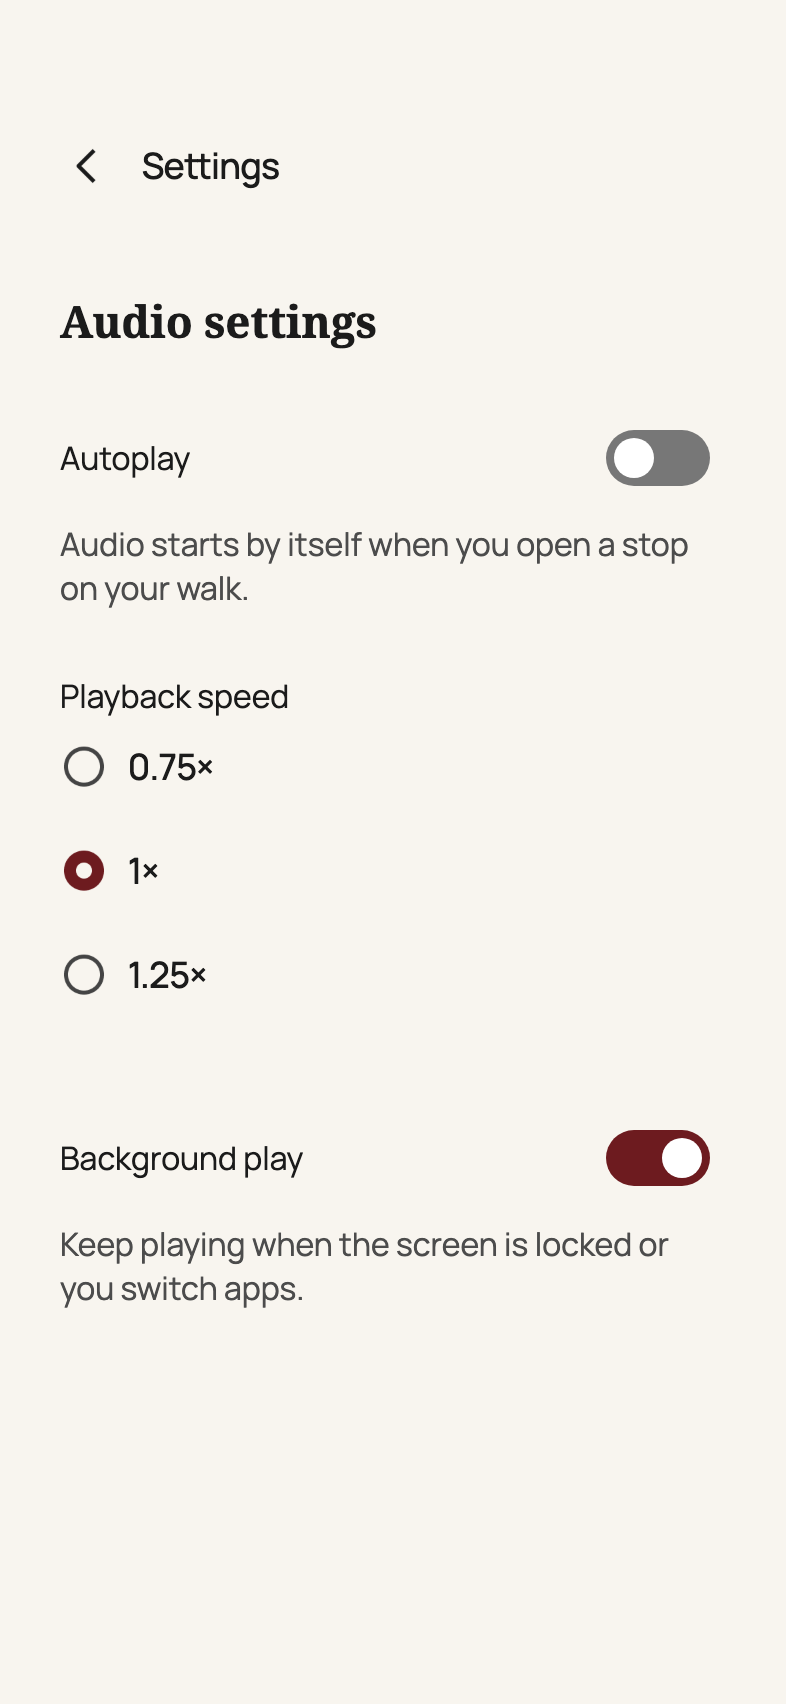 Settings
Audio settings
Autoplay
Audio starts by itself when you open a stop
on your walk.
Playback speed
0.75×
1×
1.25×
Background play
Keep playing when the screen is locked or
you switch apps.